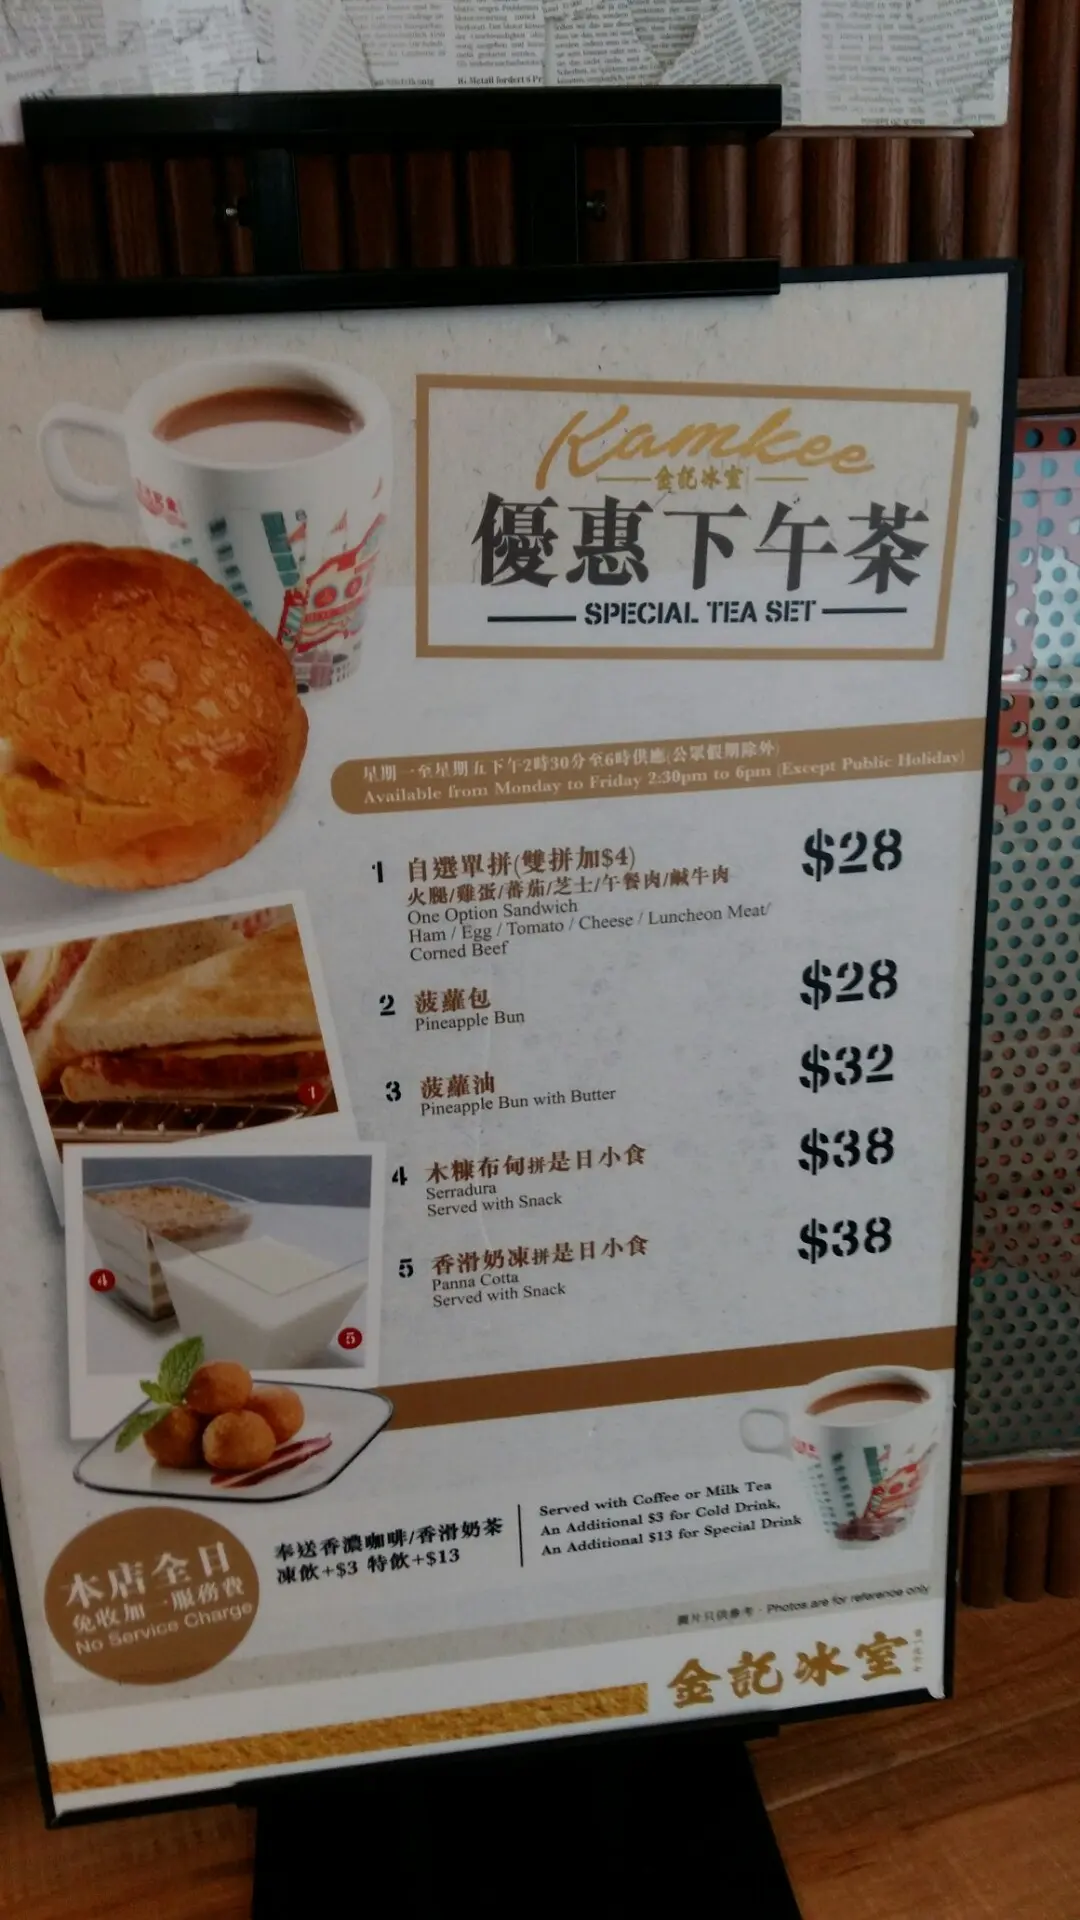 Kamkee
金記冰室
優惠下午茶
SPECIAL TEA SET
星期一至星期五下午2時30分至6時供應(公眾假期除外)
Available from Monday to Friday 2:30pm to 6pm (Except Public Holiday)
1 自選單拼(雙拼加$4) $28
火腿/雞蛋/蕃茄/芝士/午餐肉/鹹牛肉
One Option Sandwich
Ham / Egg / Tomato / Cheese / Luncheon Meat/
Corned Beef
2 菠蘿包 $28
Pineapple Bun
3 菠蘿油 $32
Pineapple Bun with Butter
4 木糠布甸拼是日小食 $38
Serradura
Served with Snack
5 香滑奶凍拼是日小食 $38
Panna Cotta
Served with Snack
1
4
5
奉送香濃咖啡/香滑奶茶
凍飲+$3 特飲+$13
Served with Coffee or Milk Tea
An Additional $3 for Cold Drink,
An Additional $13 for Special Drink
本店全日
免收加一服務費
No Service Charge
圖片只供參考 · Photos are for reference only
金記冰室